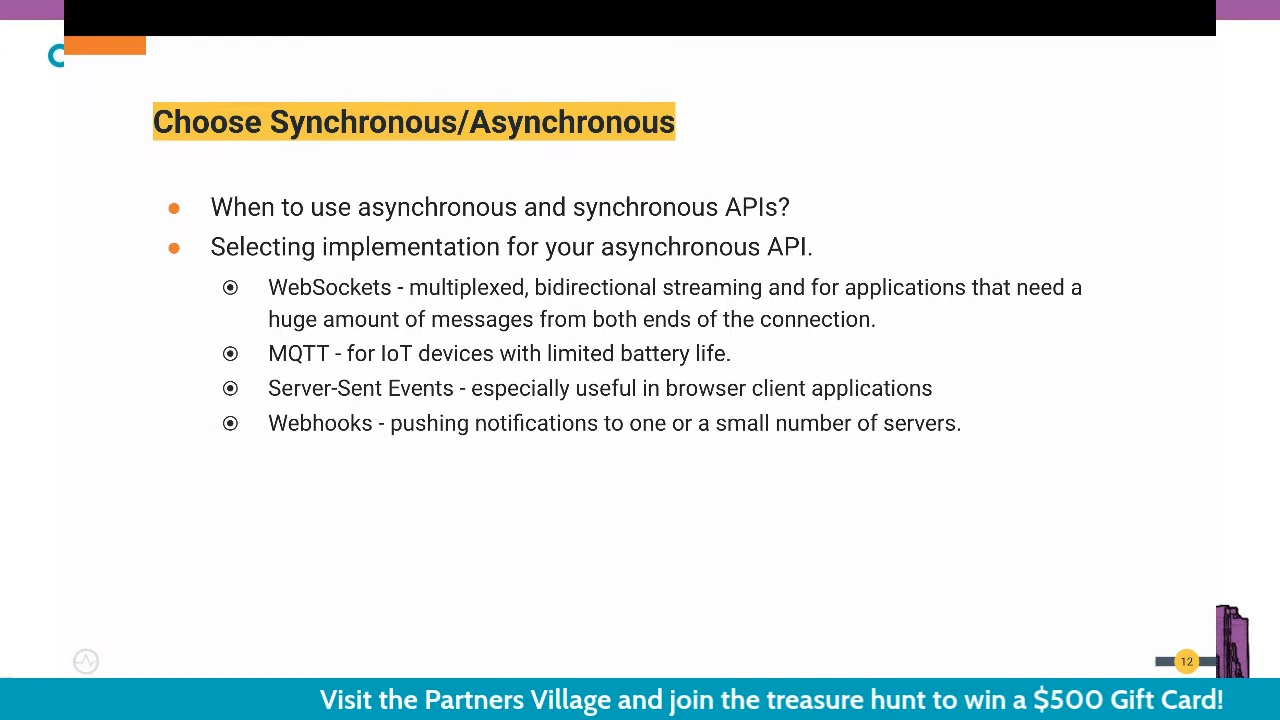 Choose Synchronous/Asynchronous
● When to use asynchronous and synchronous APIs?
● Selecting implementation for your asynchronous API.
◉ WebSockets - multiplexed, bidirectional streaming and for applications that need a
huge amount of messages from both ends of the connection.
◉ MQTT - for IoT devices with limited battery life.
◉ Server-Sent Events - especially useful in browser client applications
◉ Webhooks - pushing notifications to one or a small number of servers.
12
Visit the Partners Village and join the treasure hunt to win a $500 Gift Card!